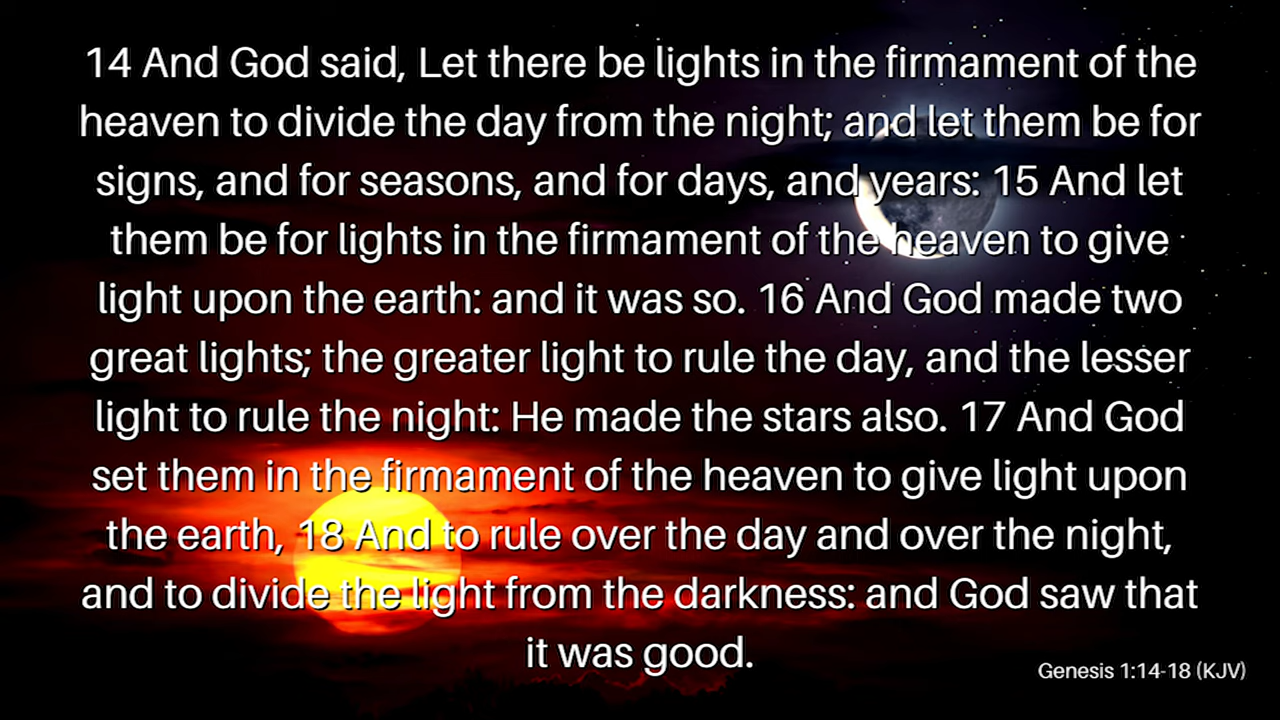 14 And God said, Let there be lights in the firmament of the
heaven to divide the day from the night; and let them be for
signs, and for seasons, and for days, and years: 15 And let
them be for lights in the firmament of the heaven to give
light upon the earth: and it was so. 16 And God made two
great lights; the greater light to rule the day, and the lesser
light to rule the night: He made the stars also. 17 And God
set them in the firmament of the heaven to give light upon
the earth, 18 And to rule over the day and over the night,
and to divide the light from the darkness: and God saw that
it was good.
Genesis 1:14-18 (KJV)